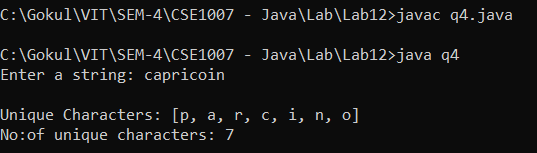 C:\Gokul\VIT\SEM-4\CSE1007 - Java\Lab\Lab12>javac q4.java
C:\Gokul\VIT\SEM-4\CSE1007 - Java\Lab\Lab12>java q4
Enter a string: capricoin
Unique Characters: [p, a, r, c, i, n, o]
No:of unique characters: 7